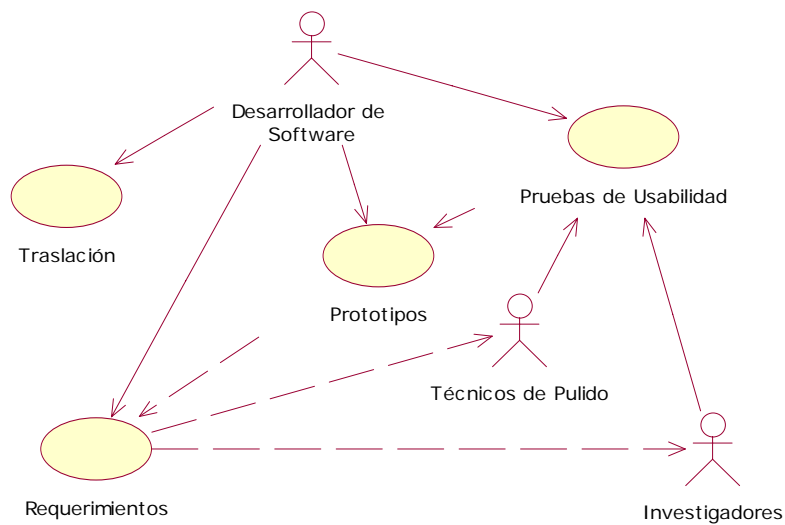 Desarrollador de
Software
Pruebas de Usabilidad
Traslación
Prototipos
Técnicos de Pulido
Requerimientos
Investigadores